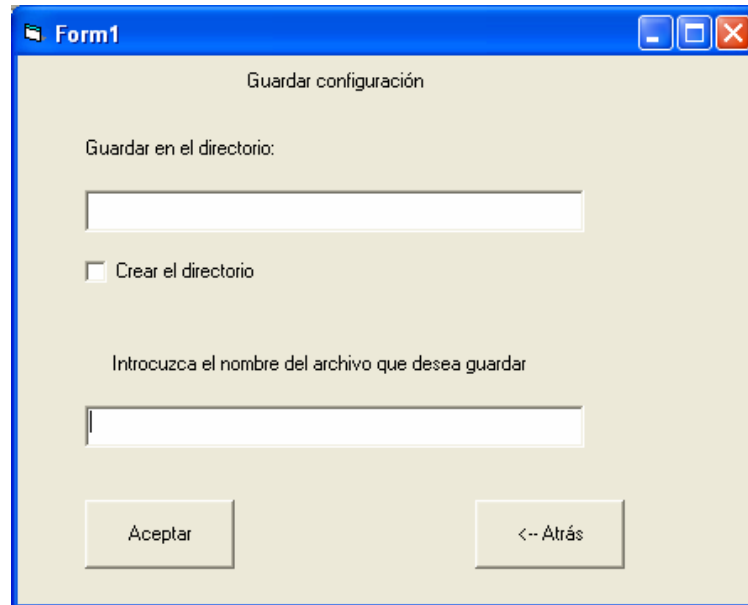 Form1
Guardar configuración
Guardar en el directorio:
Crear el directorio
Introcuzca el nombre del archivo que desea guardar
Aceptar
<-- Atrás